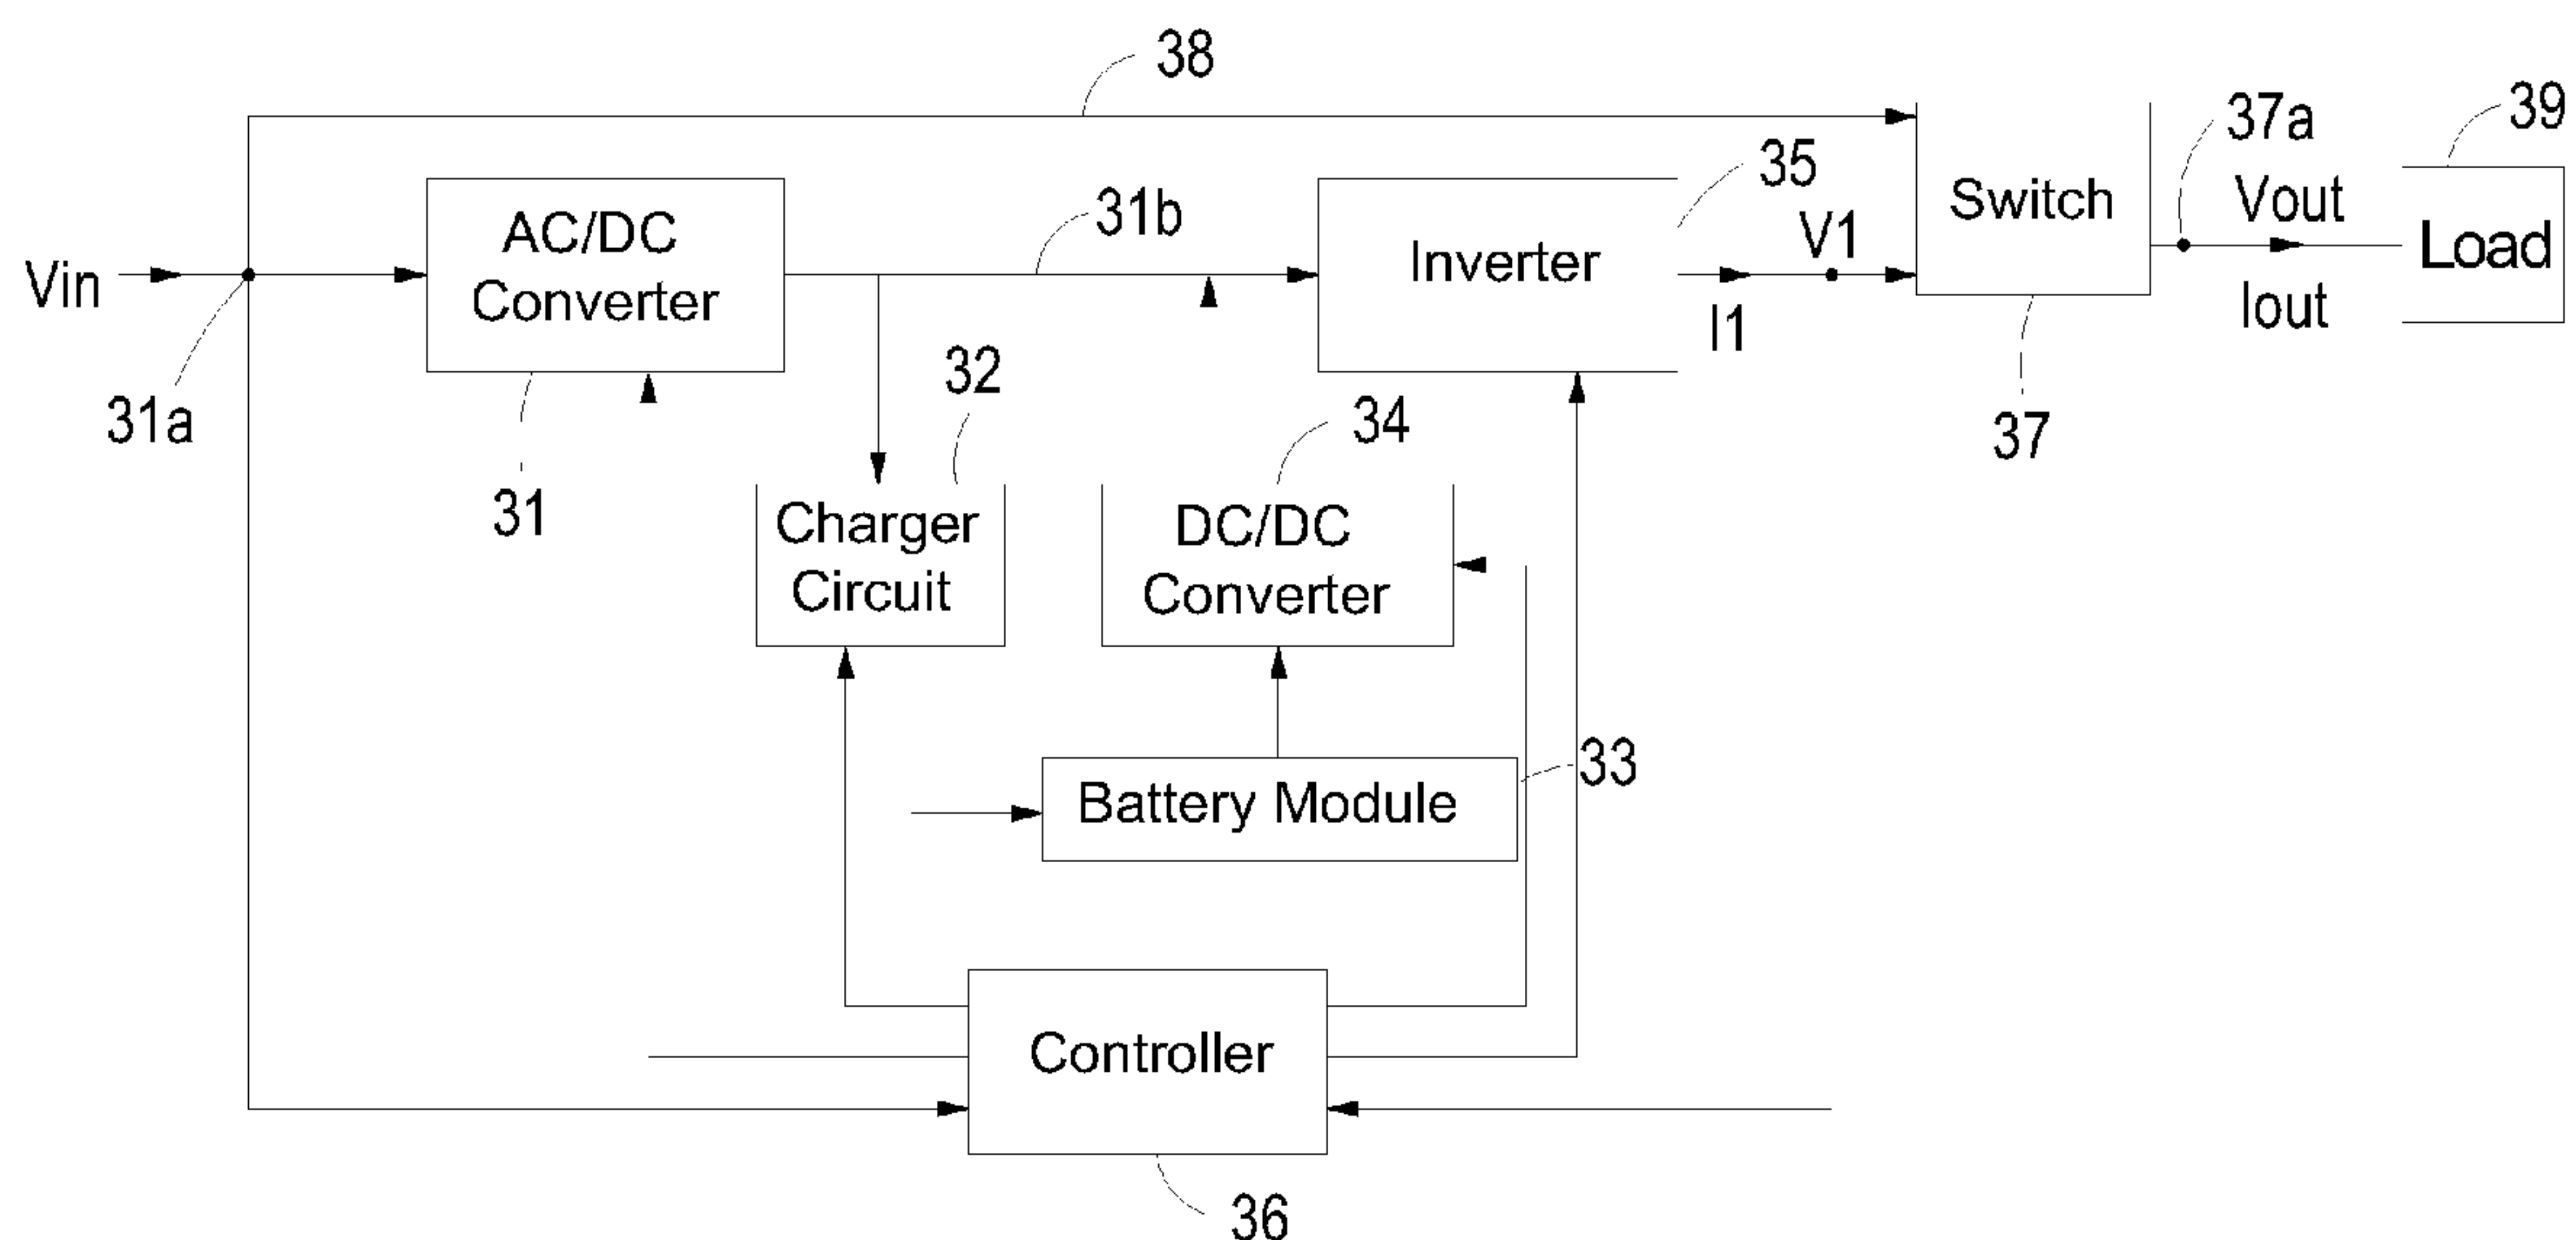 38
39
37a
35
Switch
Vout
AC/DC
31b
V1
Inverter
Load
Vin
Converter
I1
Iout
32
31a
34
37
31
Charger
DC/DC
Circuit
Converter
33
Battery Module
Controller
36